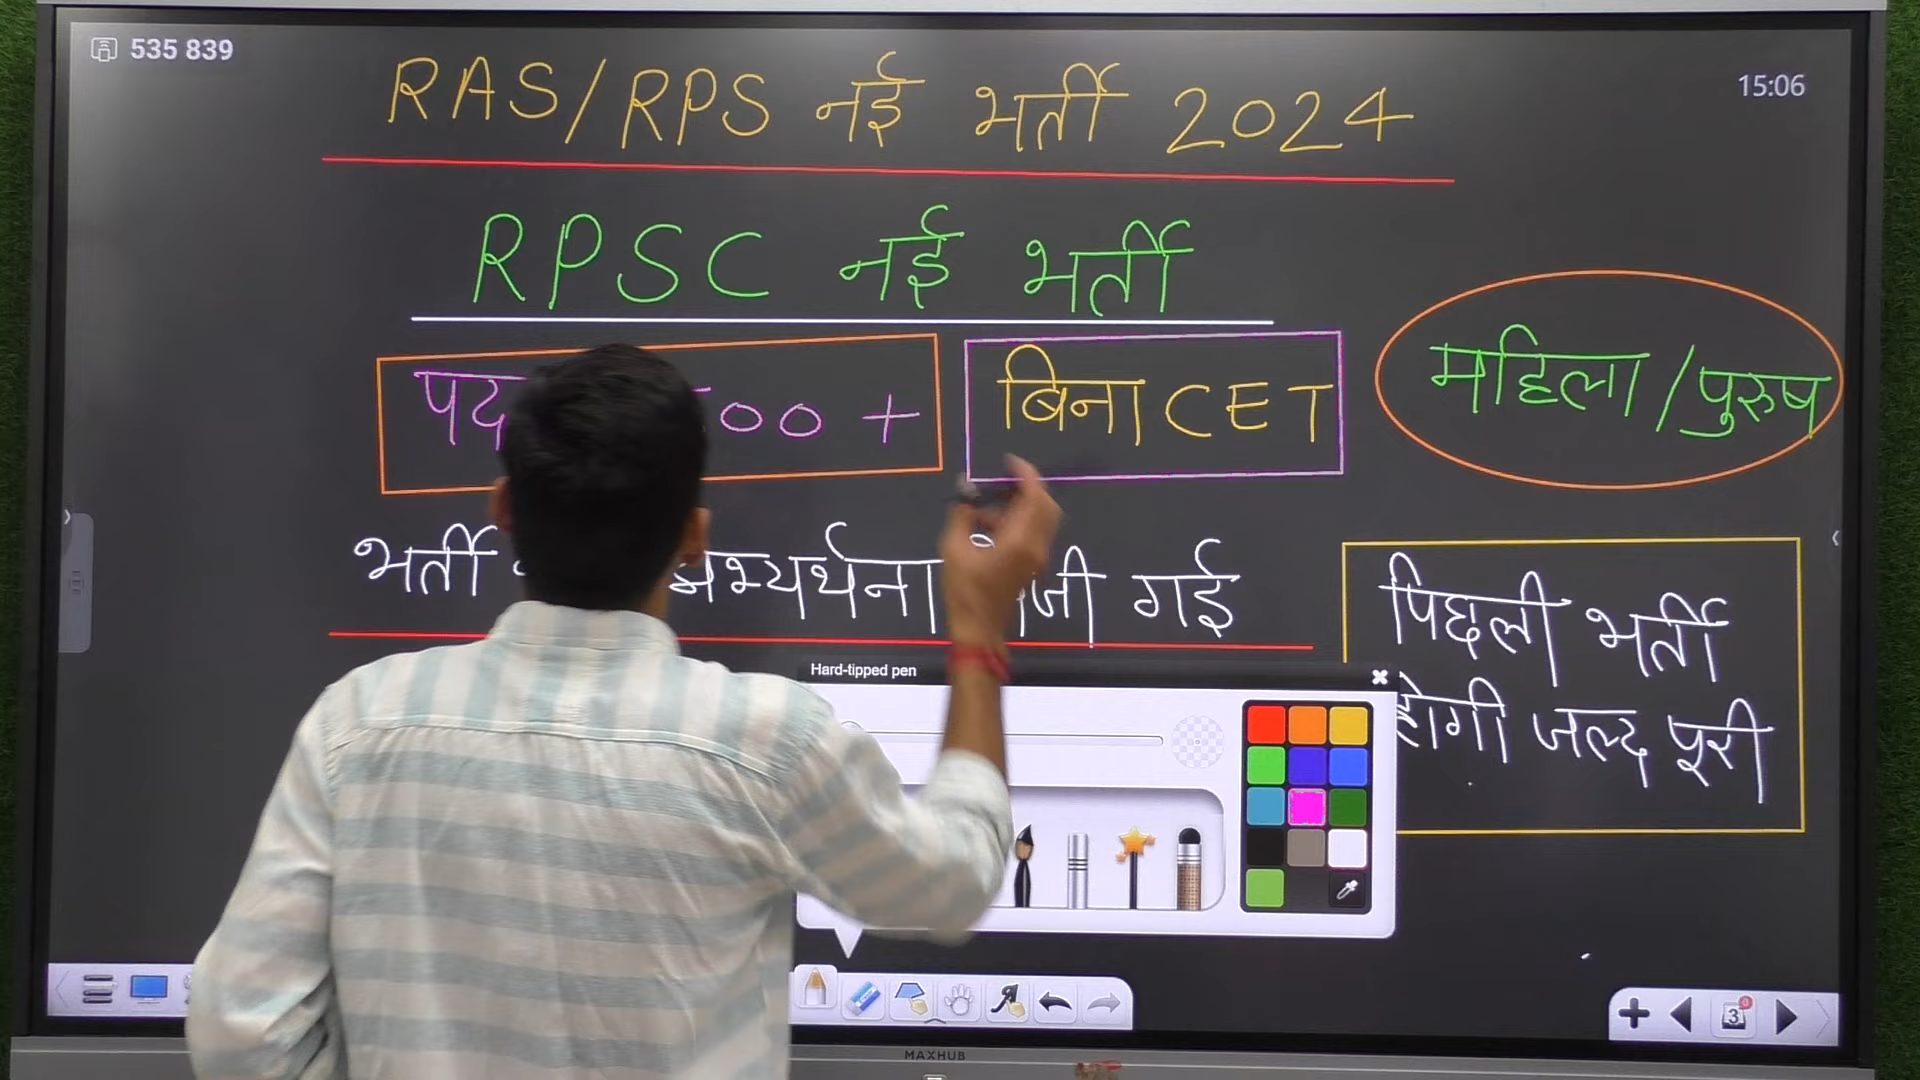 535 839
15:06
RAS/RPS नई भर्ती 2024
RPSC नई भर्ती
पद 00 +
बिना CET
महिला/पुरुष
भर्ती अभ्यर्थना गई
पिछली भर्ती
होगी जल्द पूरी
Hard-tipped pen
3
MAXHUB